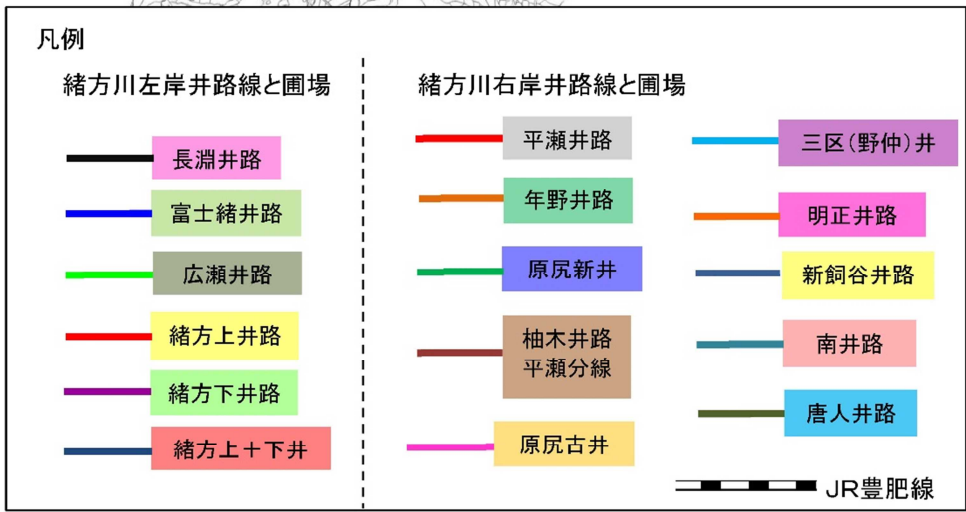 凡例
緒方川左岸井路線と圃場
長淵井路
富士緒井路
広瀬井路
緒方上井路
緒方下井路
緒方上＋下井
緒方川右岸井路線と圃場
平瀬井路
年野井路
原尻新井
柚木井路
平瀬分線
原尻古井
三区(野仲)井
明正井路
新飼谷井路
南井路
唐人井路
JR豊肥線